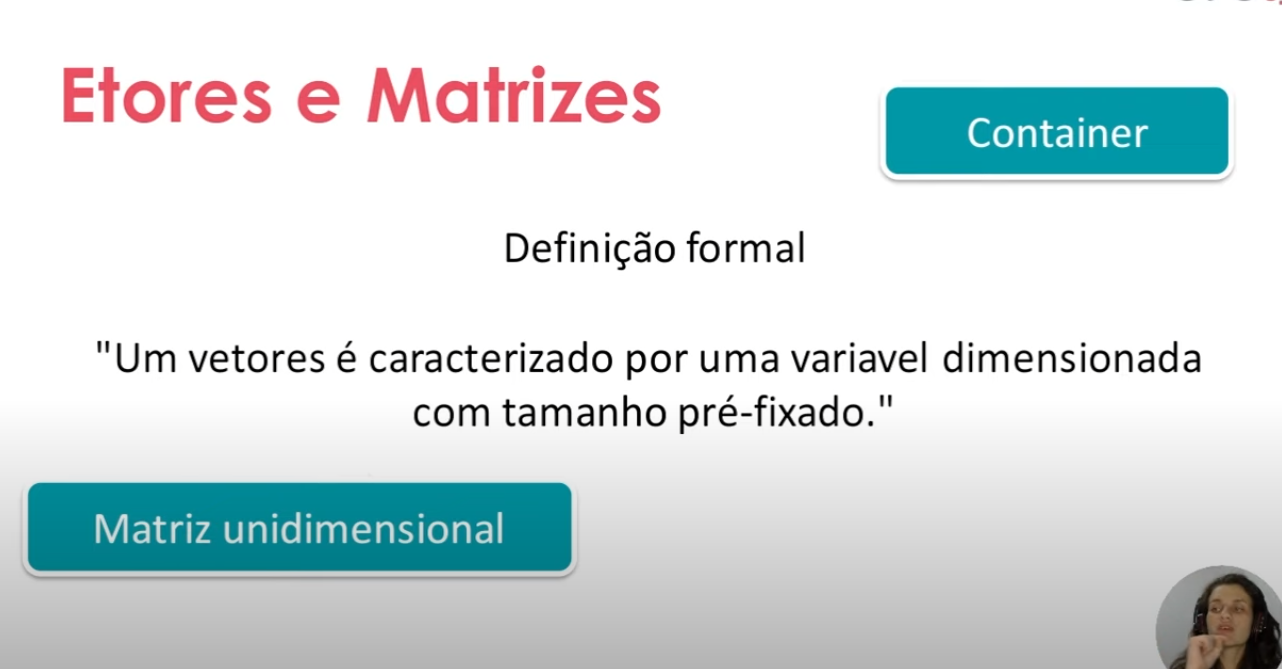 Etores e Matrizes
Container
Definição formal
"Um vetores é caracterizado por uma variavel dimensionada
com tamanho pré-fixado."
Matriz unidimensional